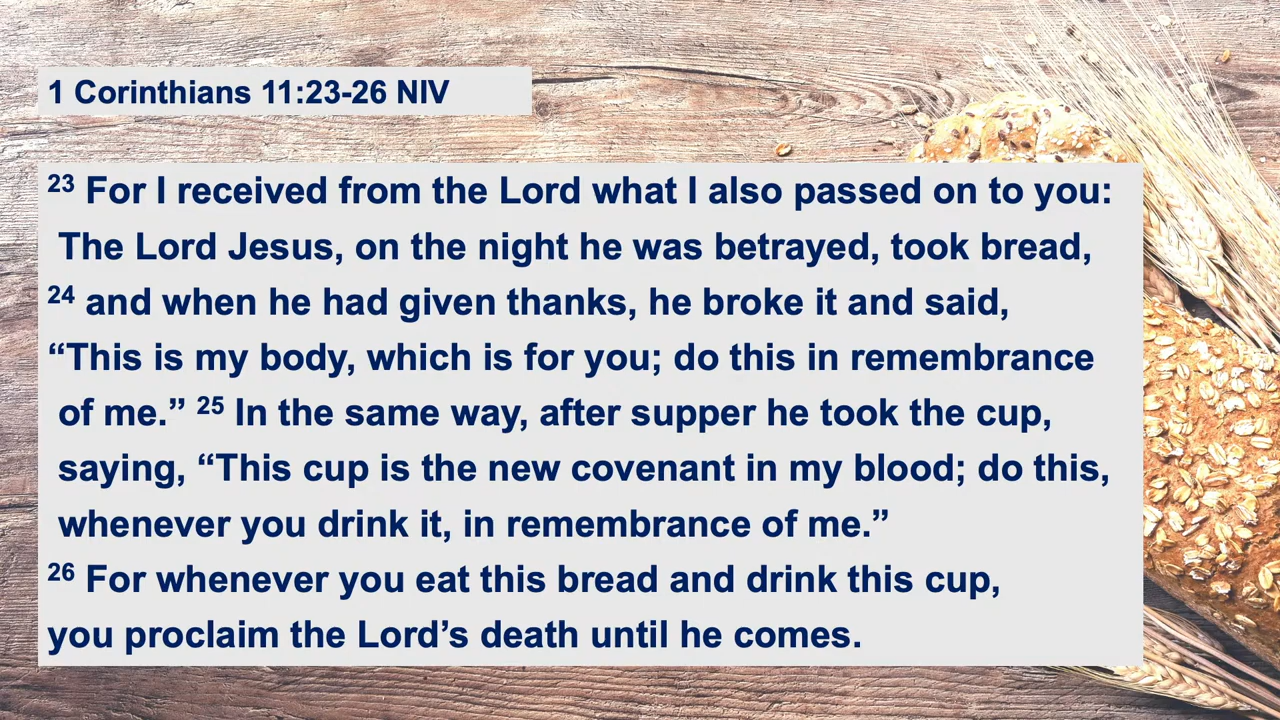 1 Corinthians 11:23-26 NIV
23 For I received from the Lord what I also passed on to you:
The Lord Jesus, on the night he was betrayed, took bread,
24 and when he had given thanks, he broke it and said,
“This is my body, which is for you; do this in remembrance
of me.” 25 In the same way, after supper he took the cup,
saying, “This cup is the new covenant in my blood; do this,
whenever you drink it, in remembrance of me.”
26 For whenever you eat this bread and drink this cup,
you proclaim the Lord’s death until he comes.